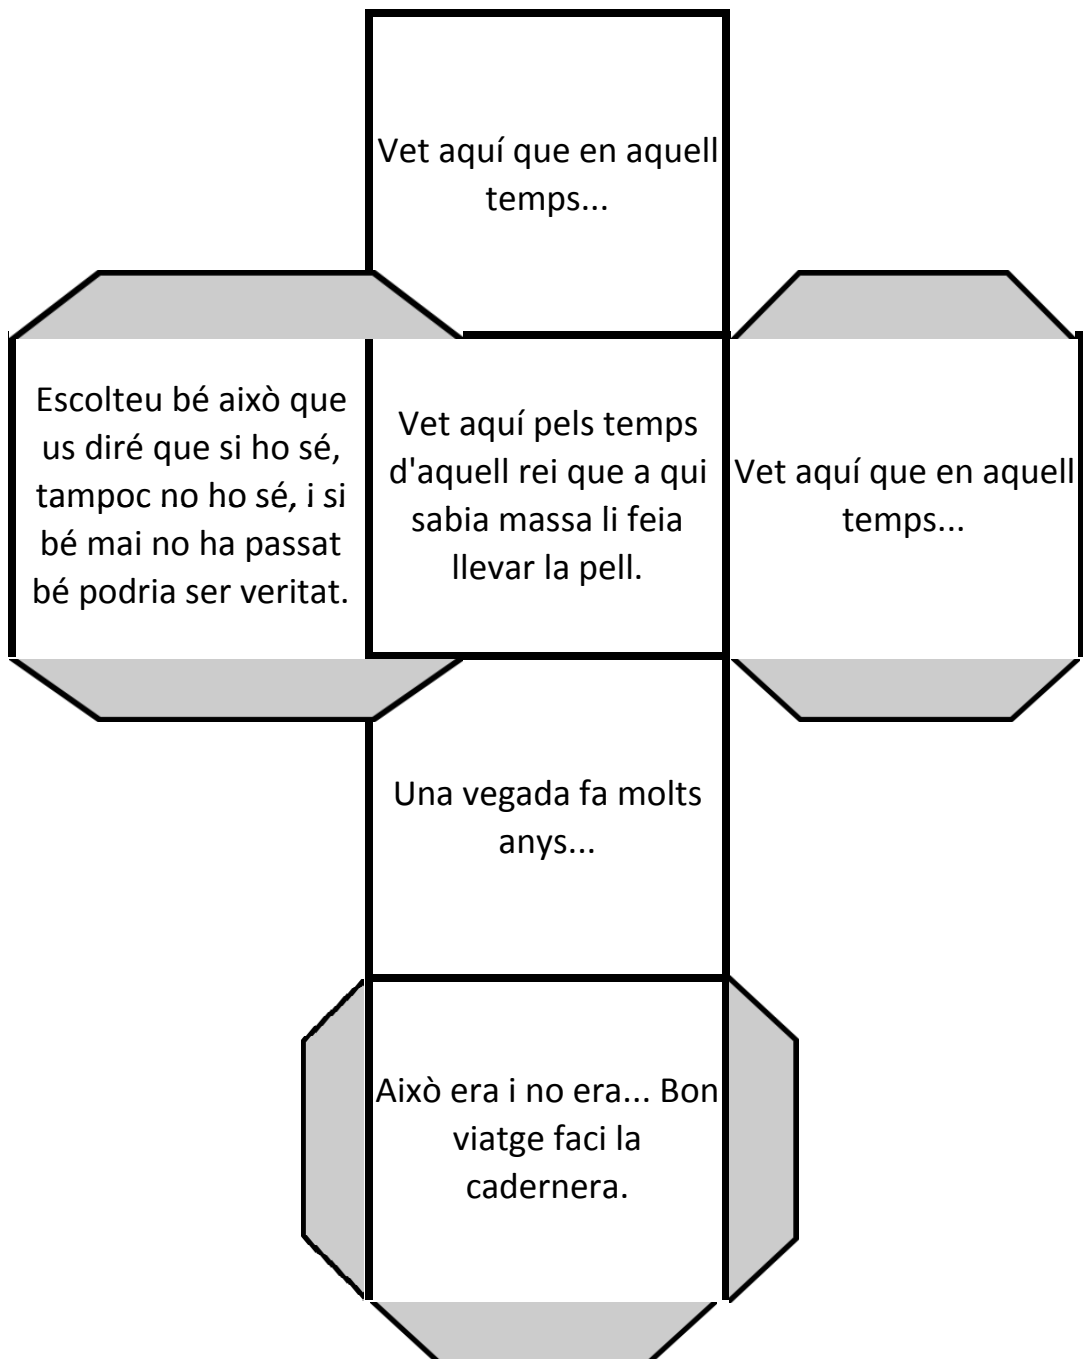 Vet aquí que en aquell
temps...
Escolteu bé això que
us diré que si ho sé,
tampoc no ho sé, i si
bé mai no ha passat
bé podria ser veritat.
Vet aquí pels temps
d'aquell rei que a qui
sabia massa li feia
llevar la pell.
Vet aquí que en aquell
temps...
Una vegada fa molts
anys...
Això era i no era... Bon
viatge faci la
cadernera.